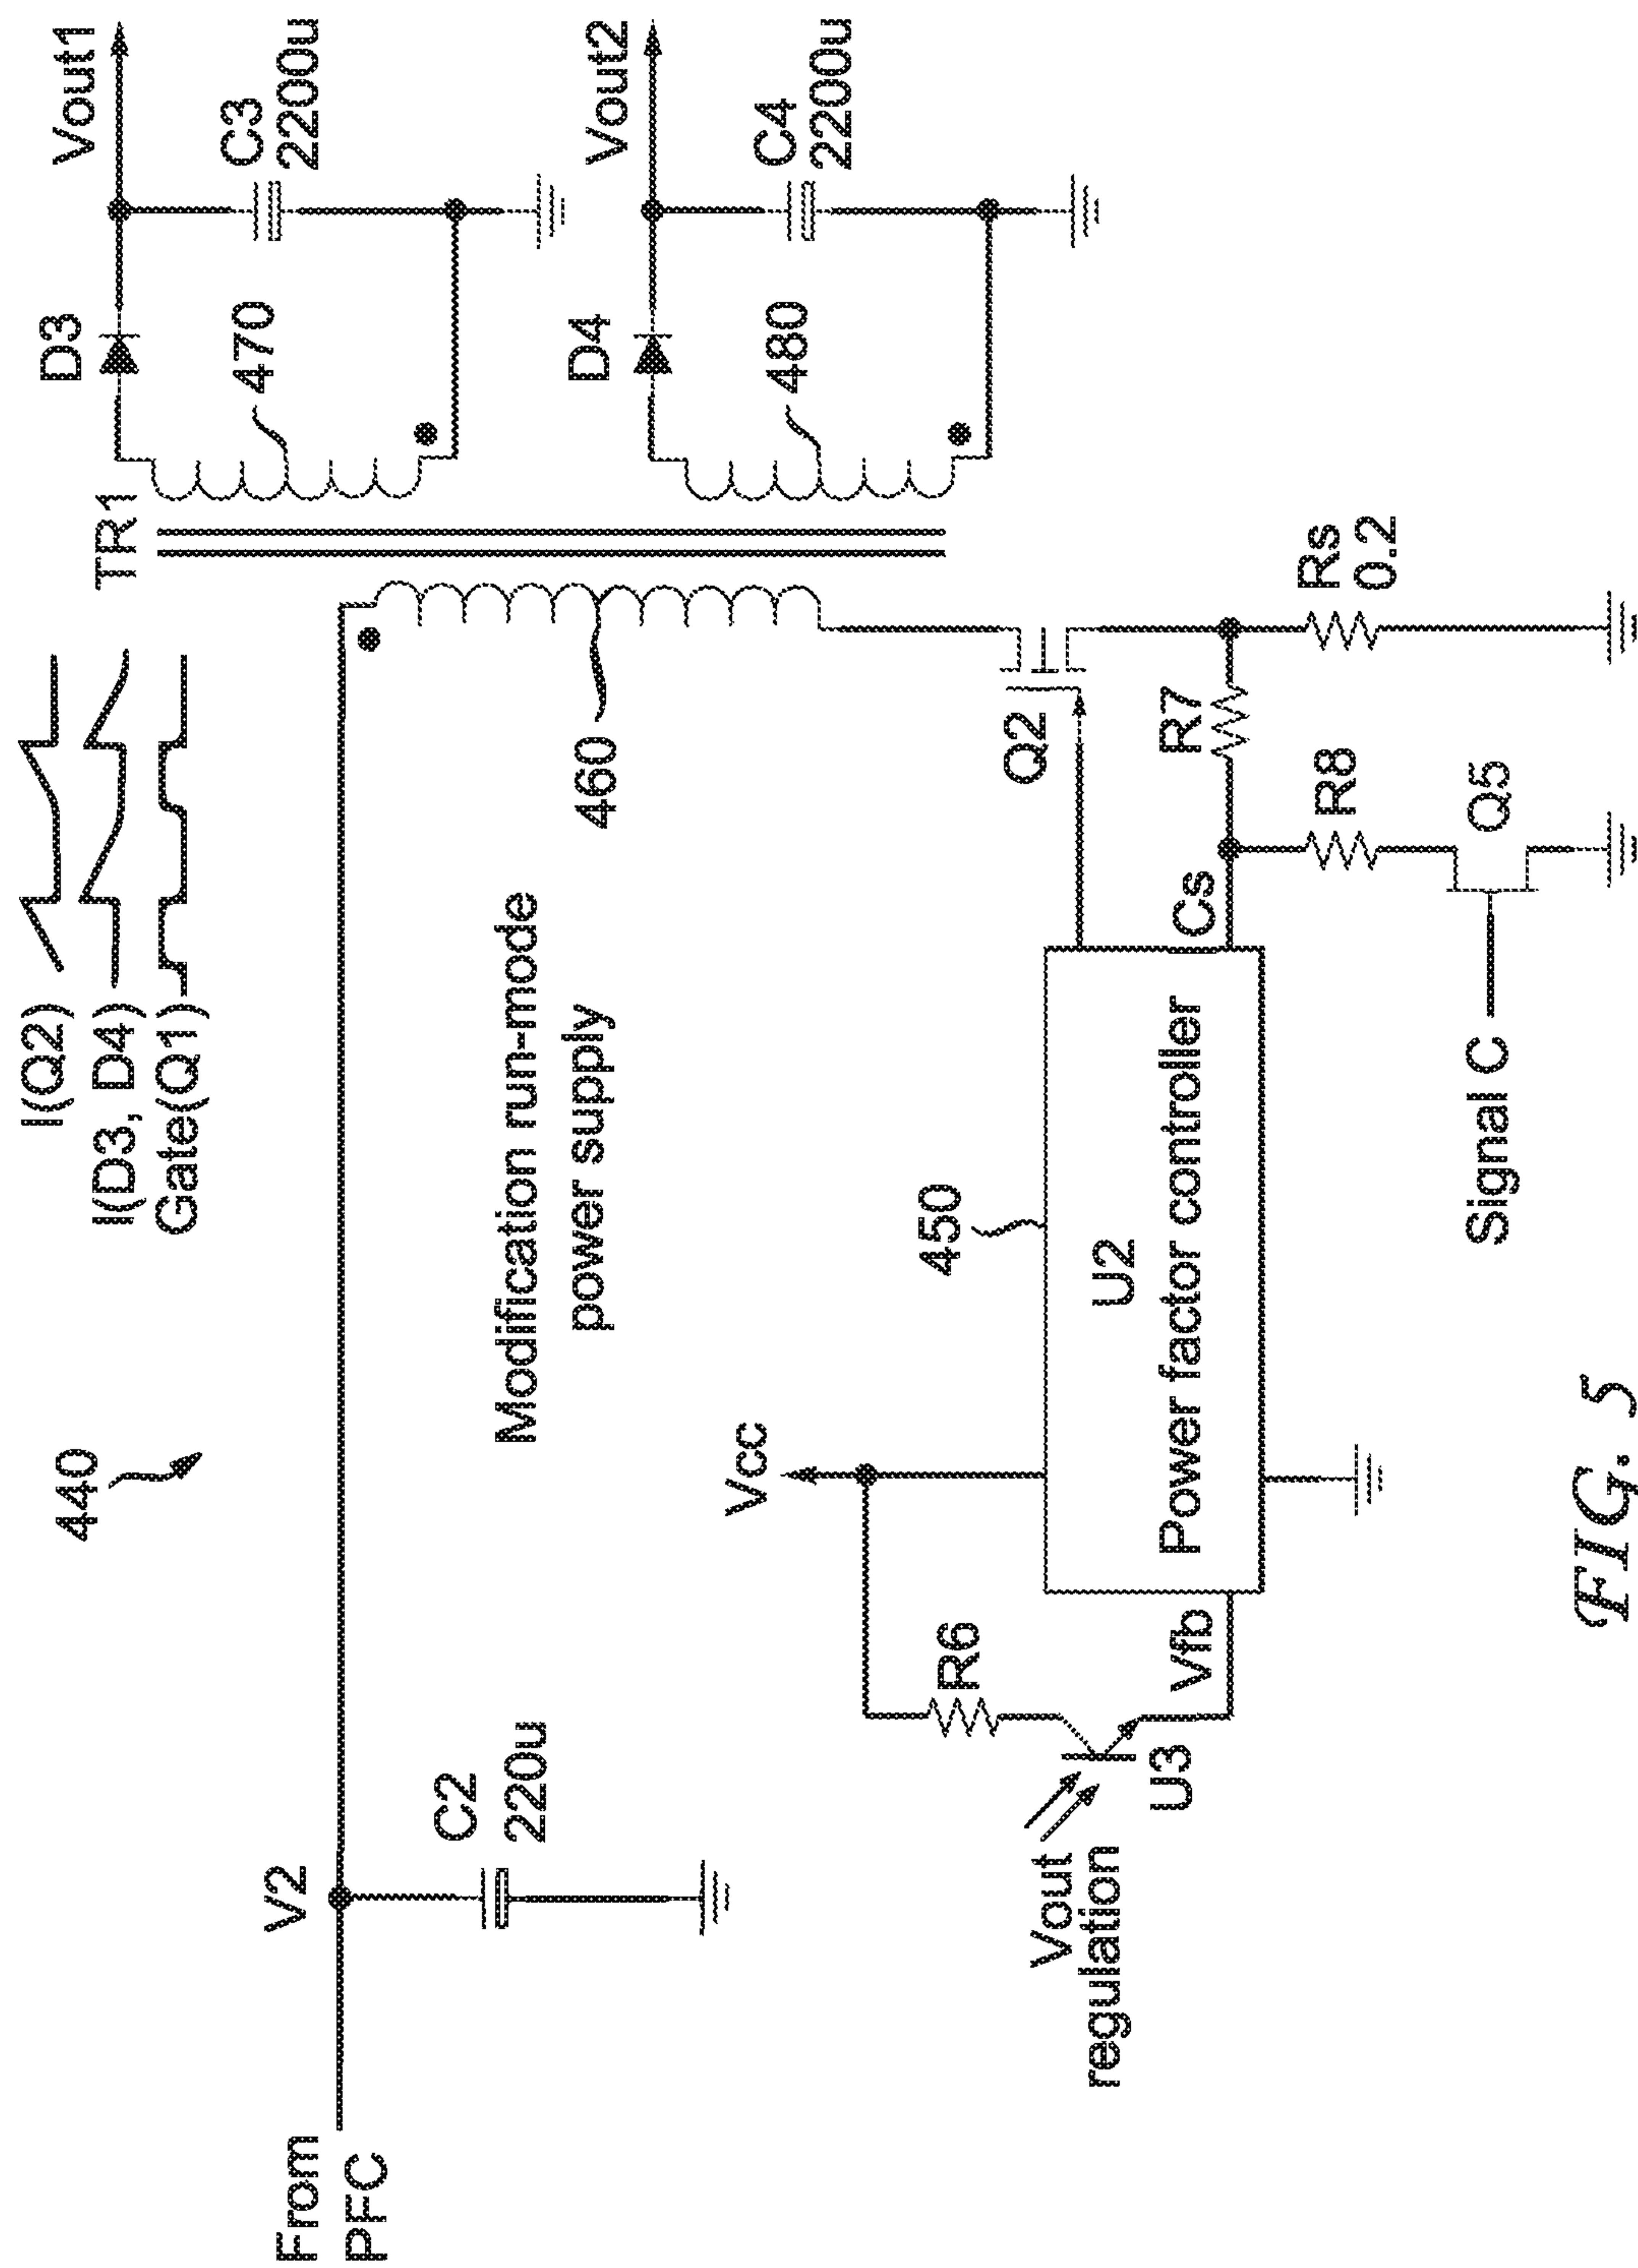 440
I(Q2)
I(D3, D4)
Gate(Q1)
TR1
D3
Vout1
470
C3
2200u
From
PFC
V2
C2
220u
Modification run-mode
power supply
460
D4
Vout2
480
C4
2200u
Vcc
R6
450
Vout
regulation
U3
Vfb
U2
Power factor controller
Cs
Q2
R7
Rs
0.2
R8
Q5
Signal C
FIG. 5